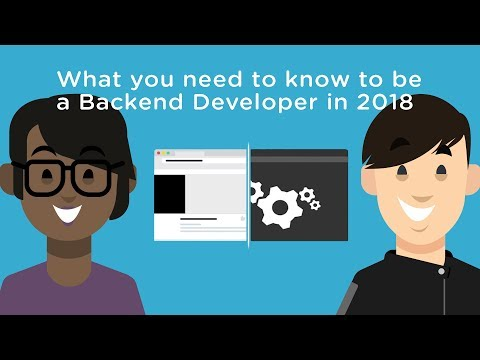 What you need to know to be
a Backend Developer in 2018